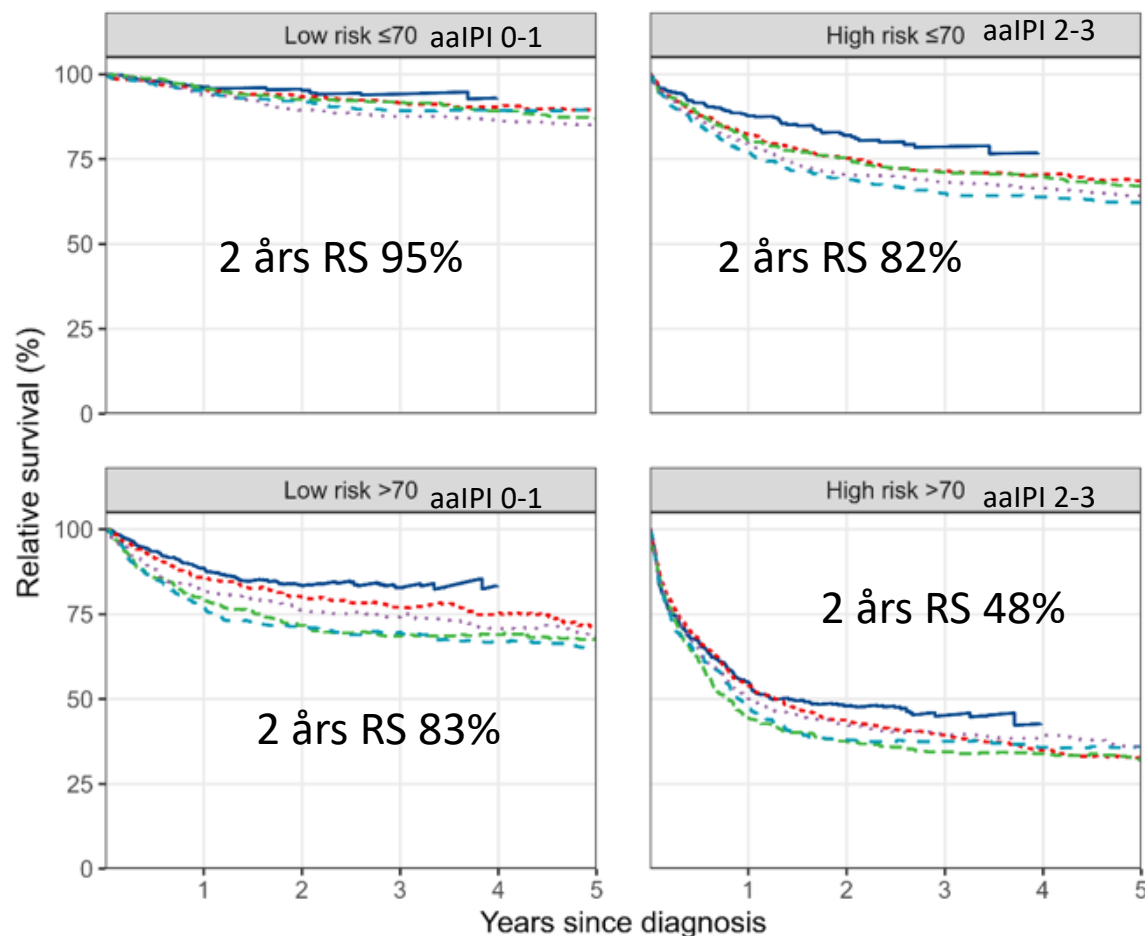 Low risk ≤70 aaIPI 0-1
High risk ≤70 aaIPI 2-3
100
75
50
25
0
2 års RS 95%
2 års RS 82%
Relative survival (%)
Low risk >70 aaIPI 0-1
High risk >70 aaIPI 2-3
100
75
50
25
0
2 års RS 83%
2 års RS 48%
1 2 3 4 5
1 2 3 4 5
Years since diagnosis